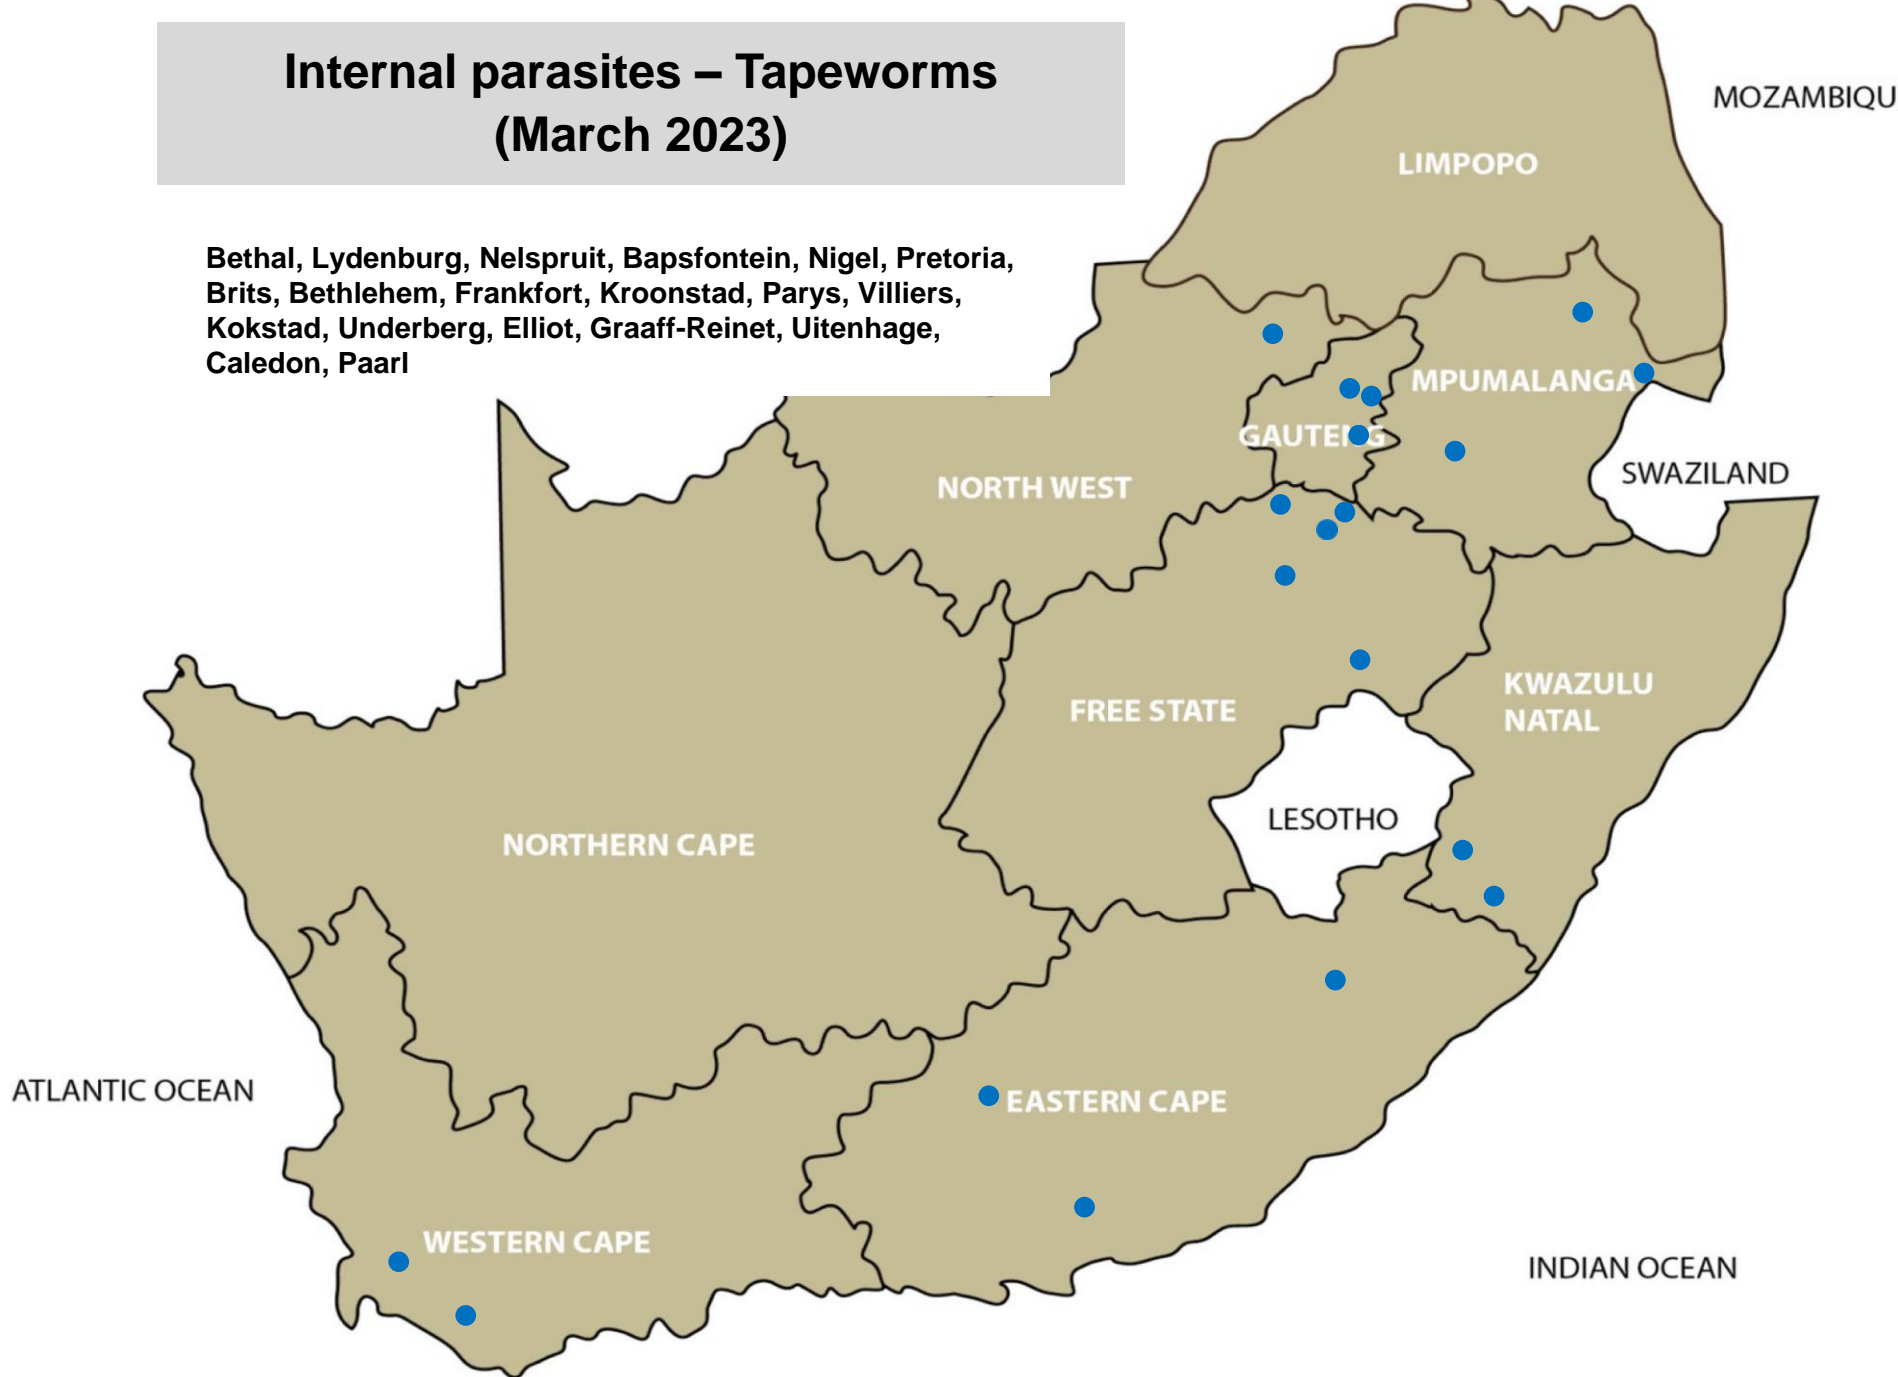 Internal parasites – Tapeworms
(March 2023)
Bethal, Lydenburg, Nelspruit, Bapsfontein, Nigel, Pretoria,
Brits, Bethlehem, Frankfort, Kroonstad, Parys, Villiers,
Kokstad, Underberg, Elliot, Graaff-Reinet, Uitenhage,
Caledon, Paarl
MOZAMBIQU
LIMPOPO
MPUMALANGA
GAUTENG
SWAZILAND
NORTH WEST
KWAZULU
NATAL
FREE STATE
LESOTHO
NORTHERN CAPE
ATLANTIC OCEAN
EASTERN CAPE
WESTERN CAPE
INDIAN OCEAN